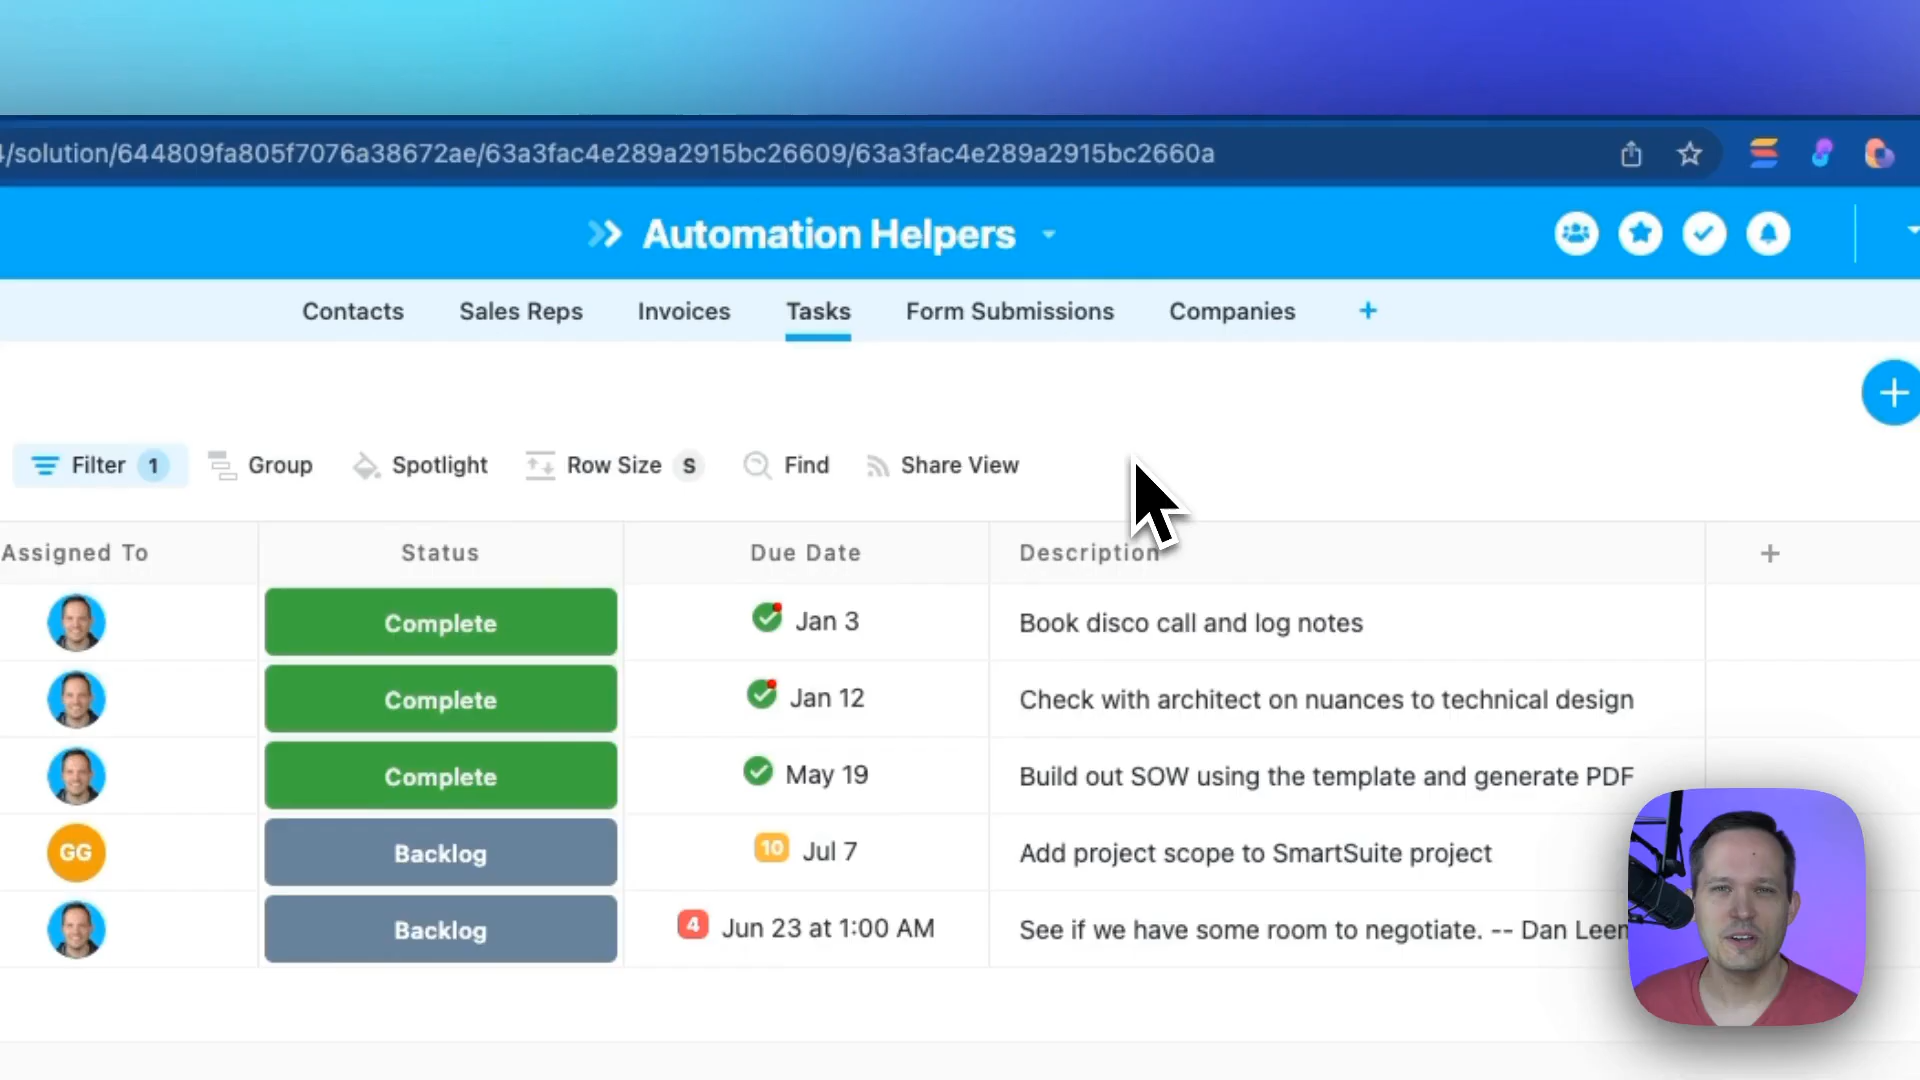 /solution/644809fa805f7076a38672ae/63a3fac4e289a2915bc26609/63a3fac4e289a2915bc2660a
Automation Helpers
Contacts Sales Reps Invoices Tasks Form Submissions Companies +
Filter 1 Group Spotlight Row Size S Find Share View
Assigned To Status Due Date Description +
Complete Jan 3 Book disco call and log notes
Complete Jan 12 Check with architect on nuances to technical design
Complete May 19 Build out SOW using the template and generate PDF
GG Backlog 10 Jul 7 Add project scope to SmartSuite project
Backlog 4 Jun 23 at 1:00 AM See if we have some room to negotiate. -- Dan